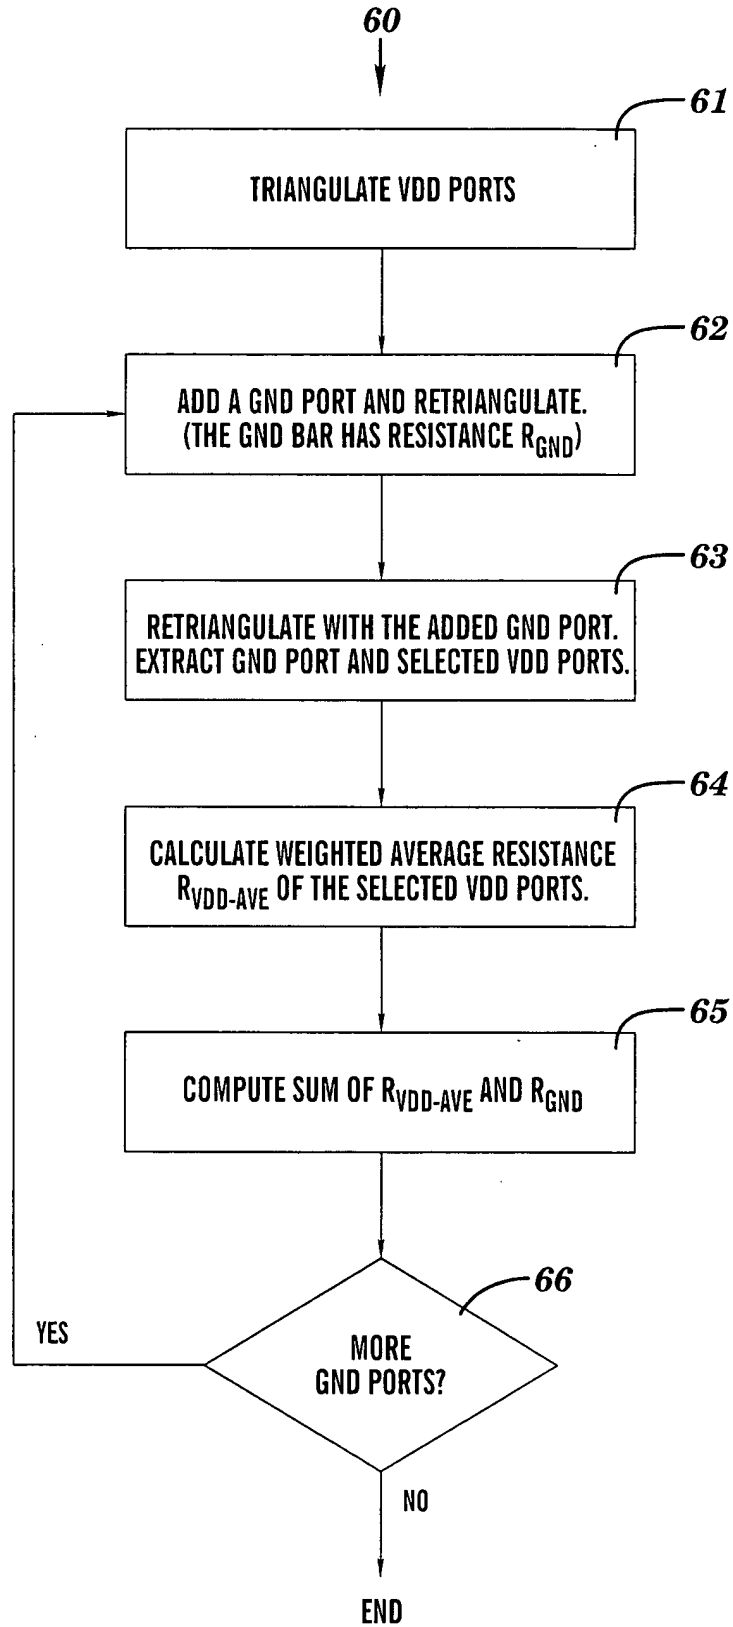 60
61
TRIANGULATE VDD PORTS
62
ADD A GND PORT AND RETRIANGULATE.
(THE GND BAR HAS RESISTANCE RGND)
63
RETRIANGULATE WITH THE ADDED GND PORT.
EXTRACT GND PORT AND SELECTED VDD PORTS.
64
CALCULATE WEIGHTED AVERAGE RESISTANCE
RVDD-AVE OF THE SELECTED VDD PORTS.
65
COMPUTE SUM OF RVDD-AVE AND RGND
66
YES
MORE
GND PORTS?
NO
END